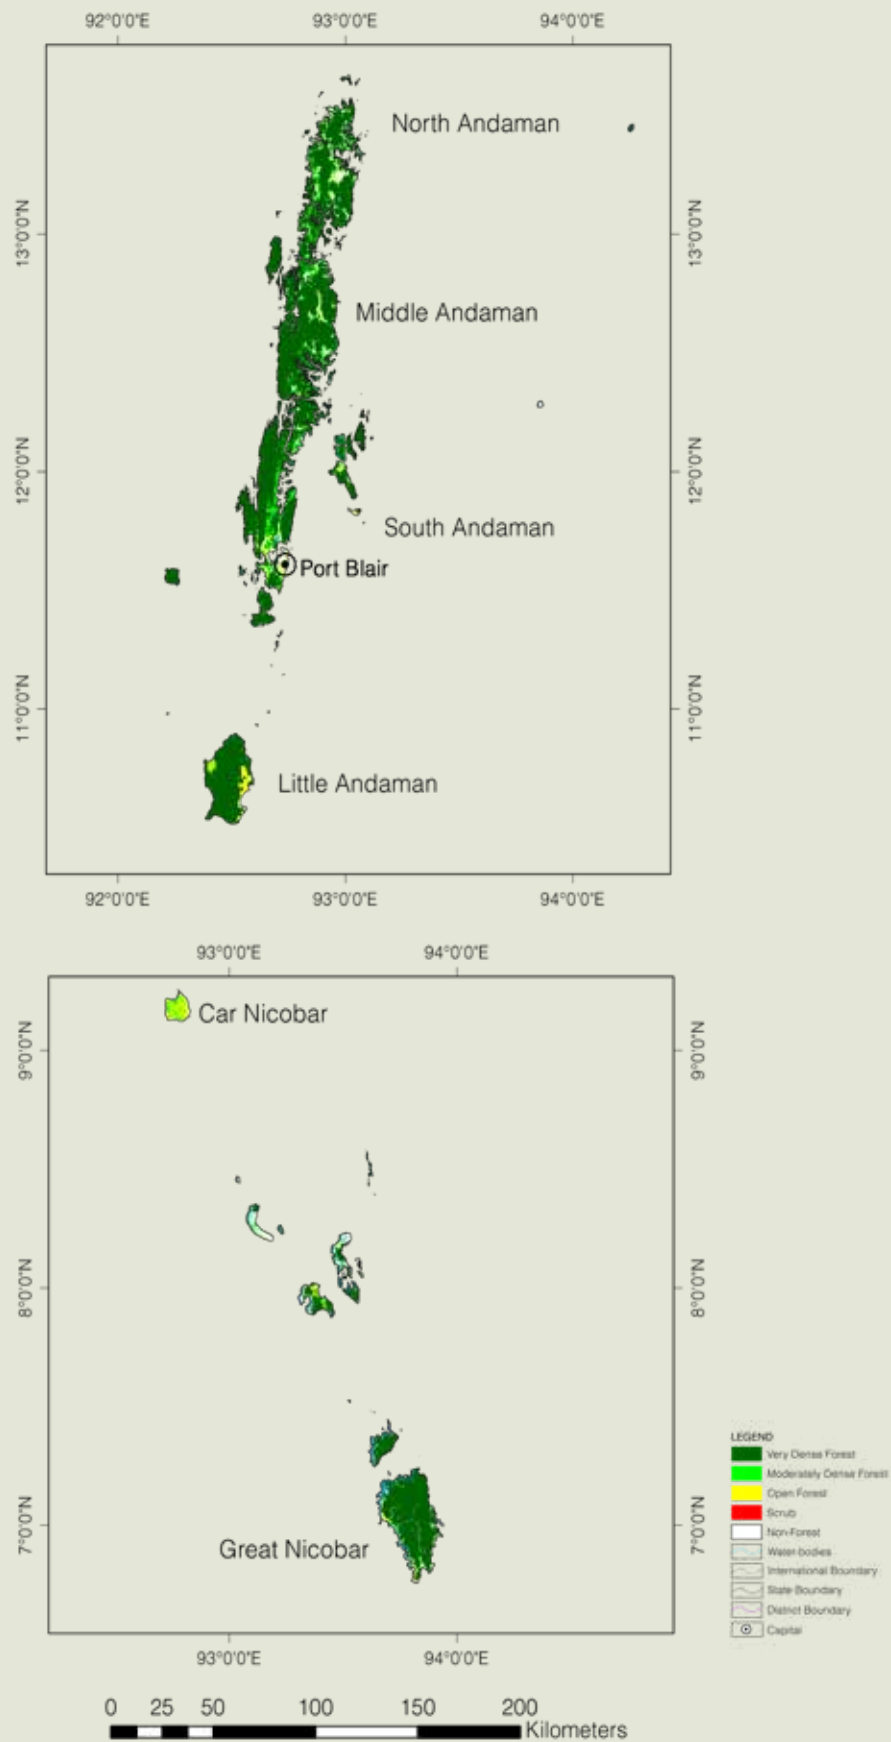 92°0'0"E 93°0'0"E 94°0'0"E
North Andaman
13°0'0"N 13°0'0"N
Middle Andaman
12°0'0"N 12°0'0"N
South Andaman
Port Blair
11°0'0"N 11°0'0"N
Little Andaman
92°0'0"E 93°0'0"E 94°0'0"E
93°0'0"E 94°0'0"E
Car Nicobar
9°0'0"N 9°0'0"N
8°0'0"N 8°0'0"N
7°0'0"N 7°0'0"N
Great Nicobar
93°0'0"E 94°0'0"E
LEGEND
Very Dense Forest
Moderately Dense Forest
Open Forest
Scrub
Non-Forest
Water-bodies
International Boundary
State Boundary
District Boundary
Capital
0 25 50 100 150 200
Kilometers